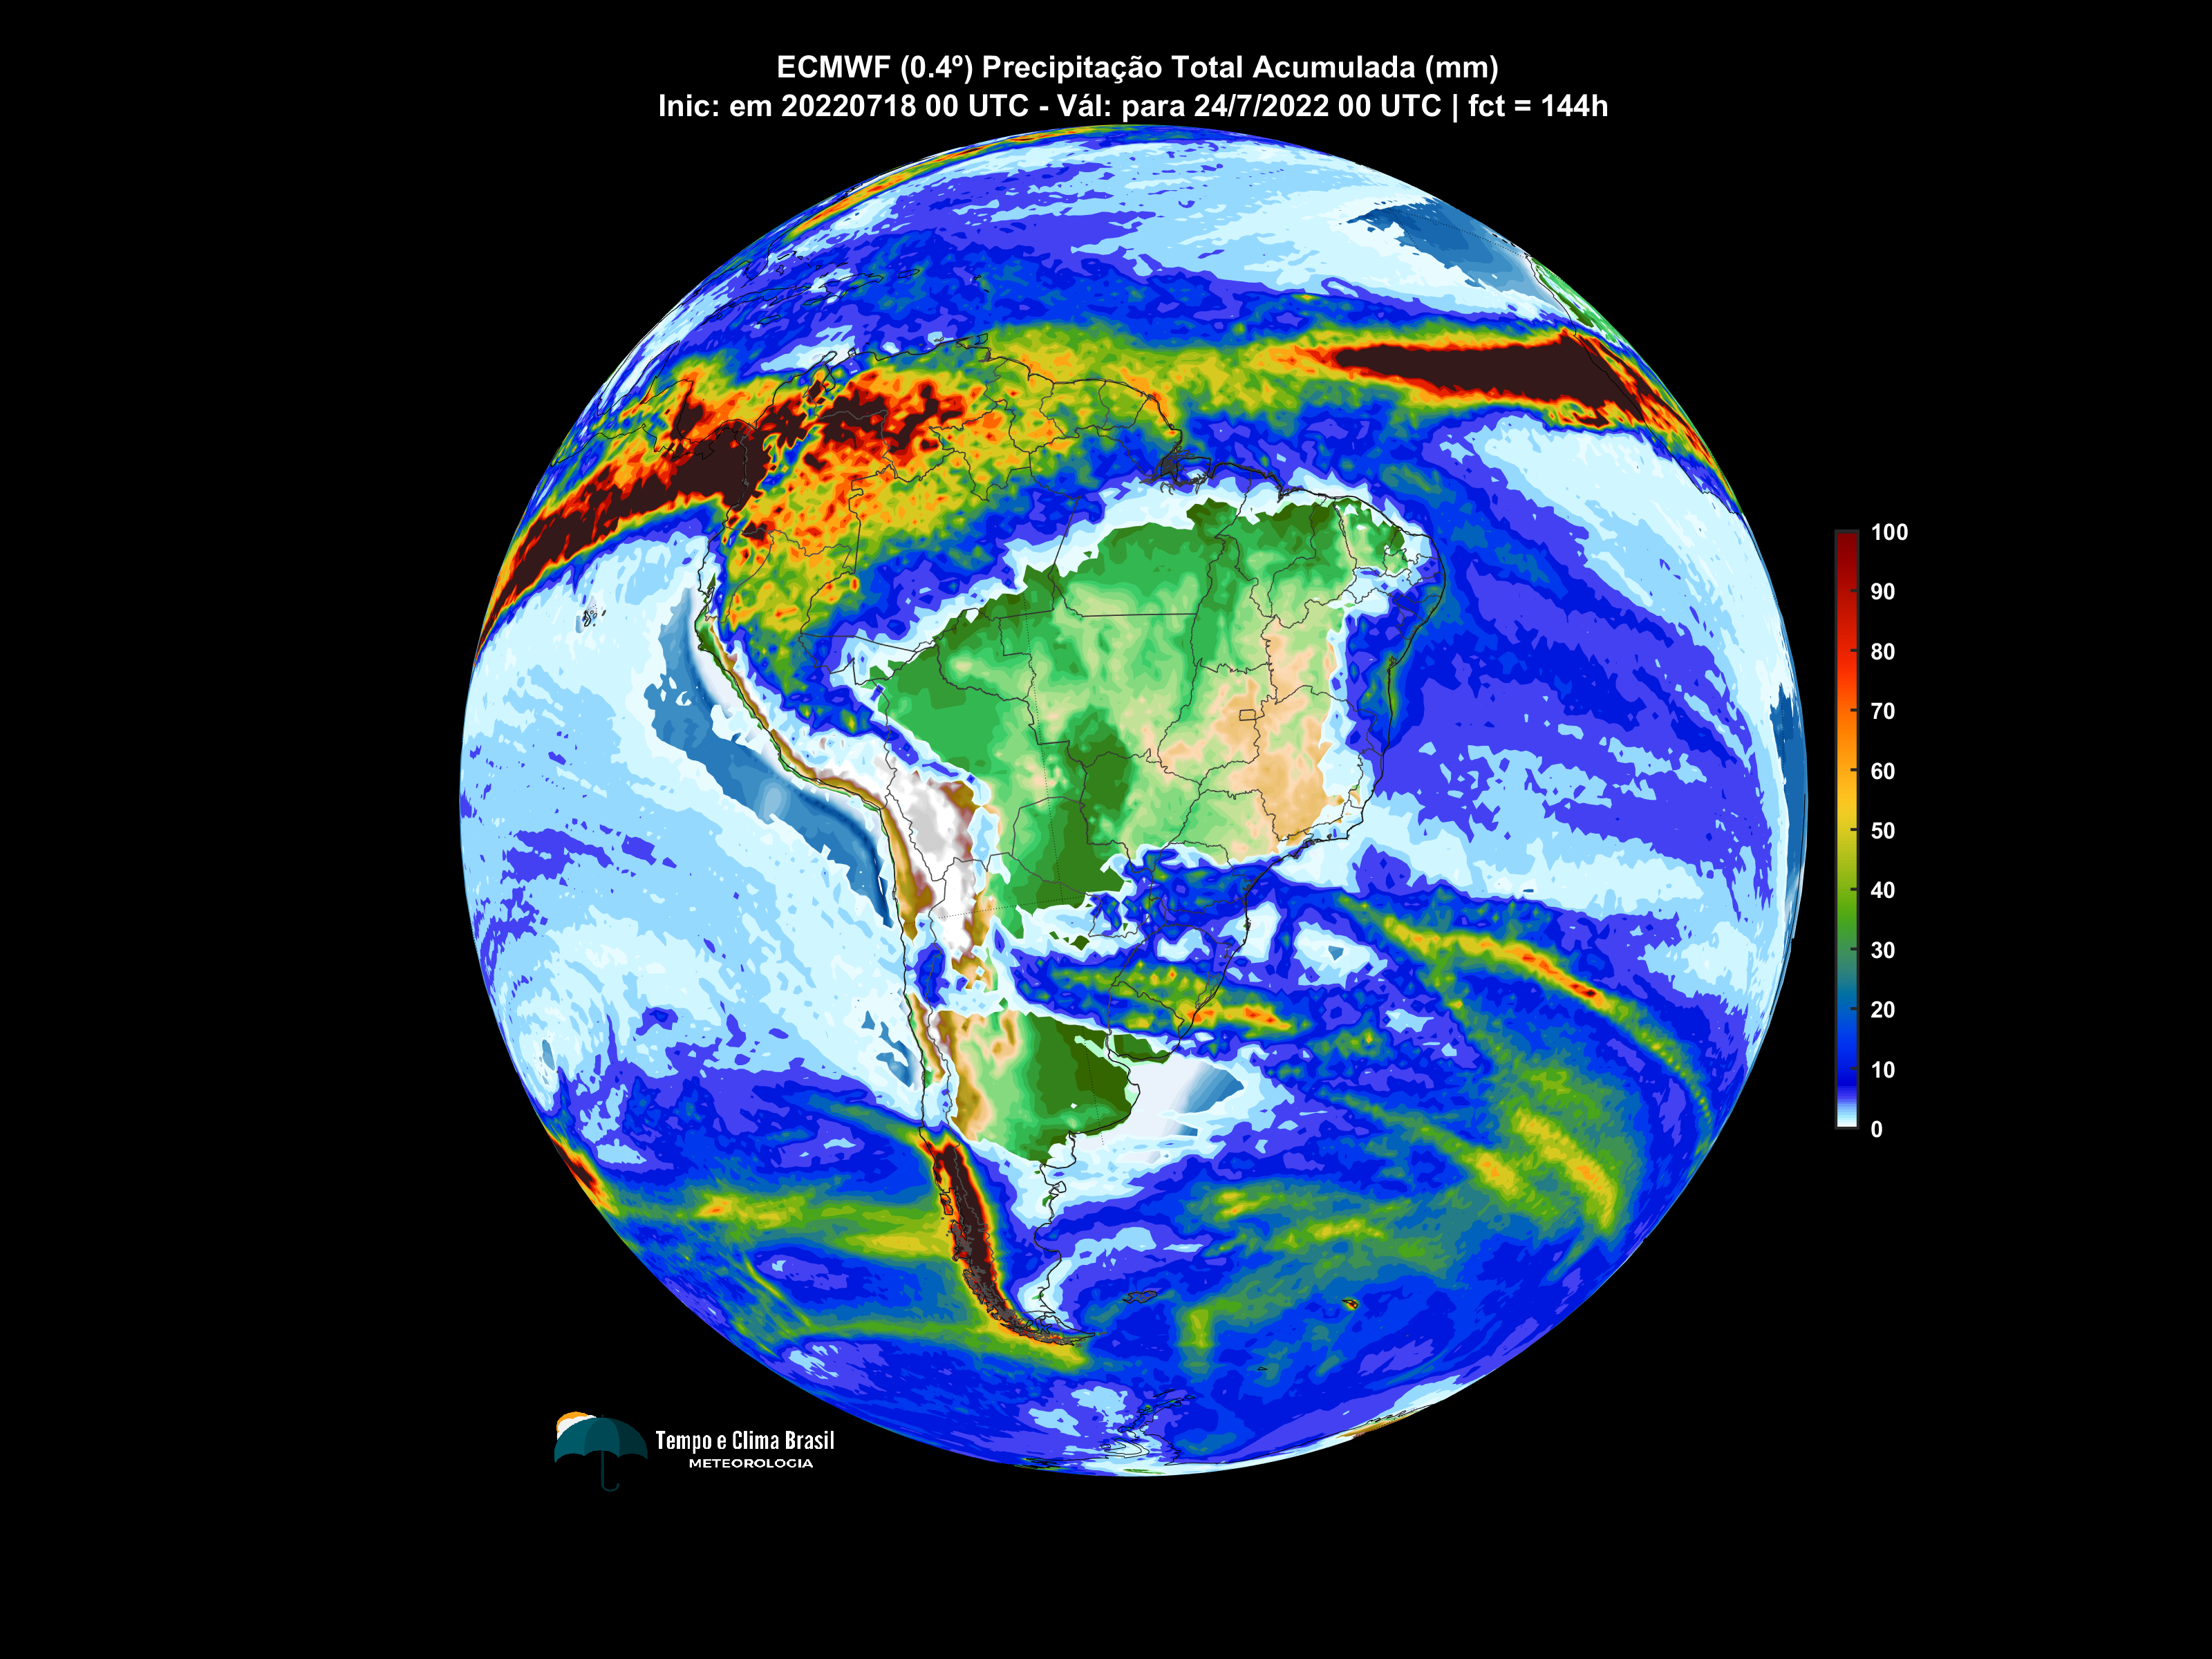 ECMWF (0.4º) Precipitação Total Acumulada (mm)
Inic: em 20220718 00 UTC - Vál: para 24/7/2022 00 UTC | fct = 144h
100
90
80
70
60
50
40
30
20
10
0
Tempo e Clima Brasil
METEOROLOGIA